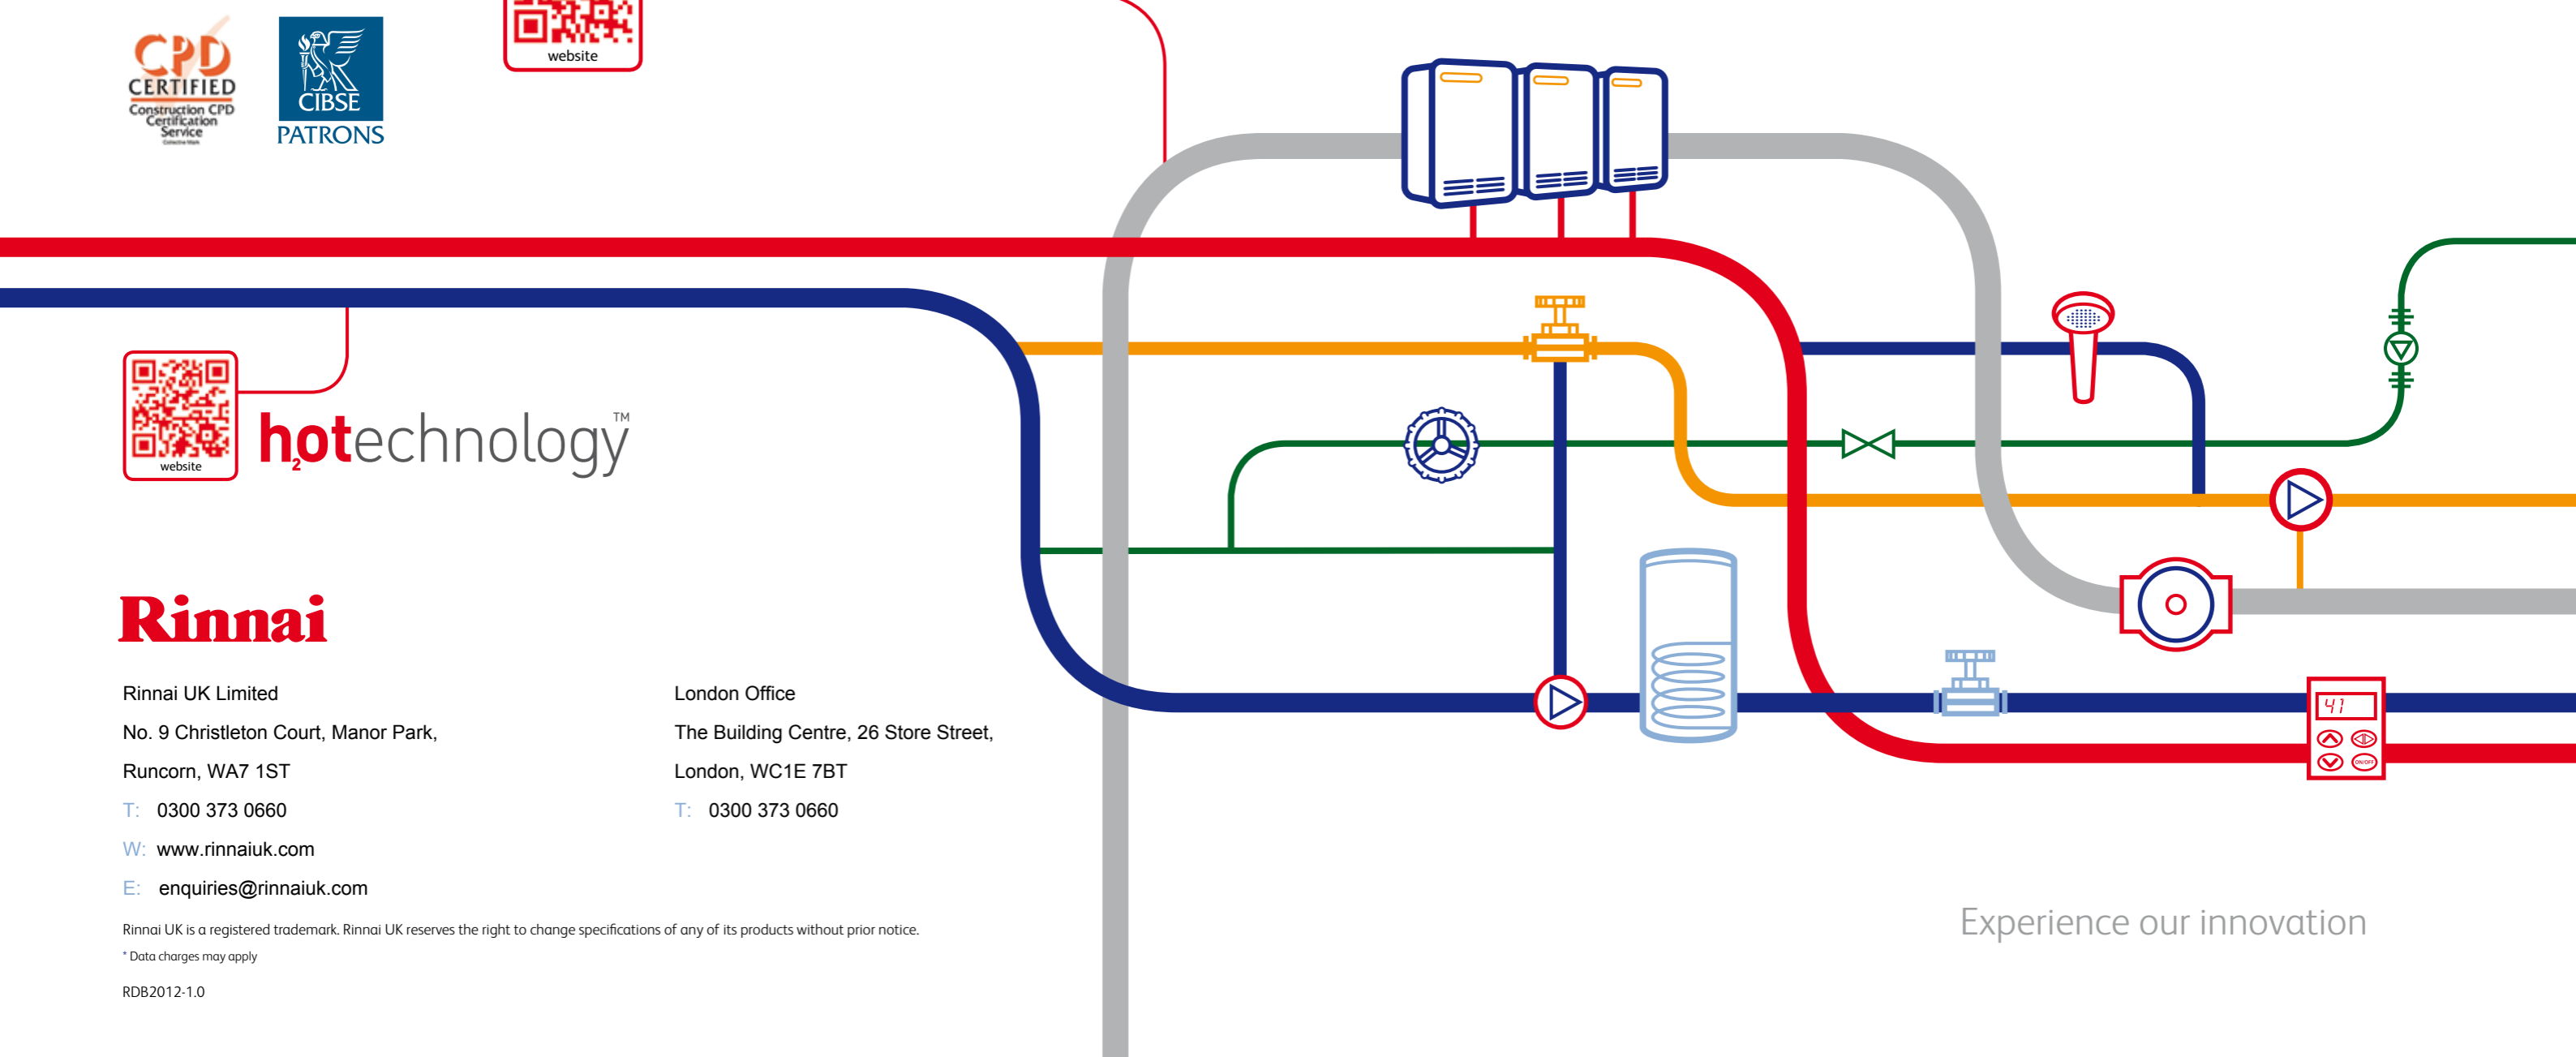 CPD
CERTIFIED
Construction CPD
Certification
Service
Collective Mark
CIBSE
PATRONS
website
website
h2otechnology™
Rinnai
Rinnai UK Limited
No. 9 Christleton Court, Manor Park,
Runcorn, WA7 1ST
T: 0300 373 0660
W: www.rinnaiuk.com
E: enquiries@rinnaiuk.com
London Office
The Building Centre, 26 Store Street,
London, WC1E 7BT
T: 0300 373 0660
Rinnai UK is a registered trademark. Rinnai UK reserves the right to change specifications of any of its products without prior notice.
* Data charges may apply
RDB2012-1.0
41
ON/OFF
Experience our innovation